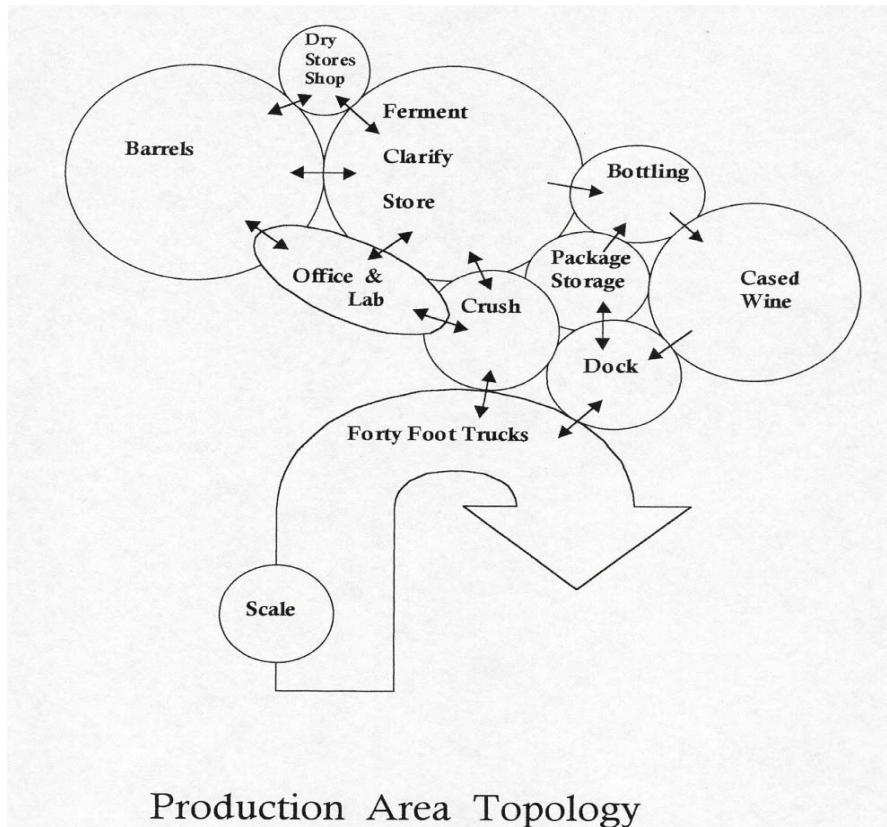 Dry
Stores
Shop
Ferment
Barrels
Clarify
Store
Bottling
Office &
Lab
Package
Storage
Cased
Wine
Crush
Dock
Forty Foot Trucks
Scale
Production Area Topology